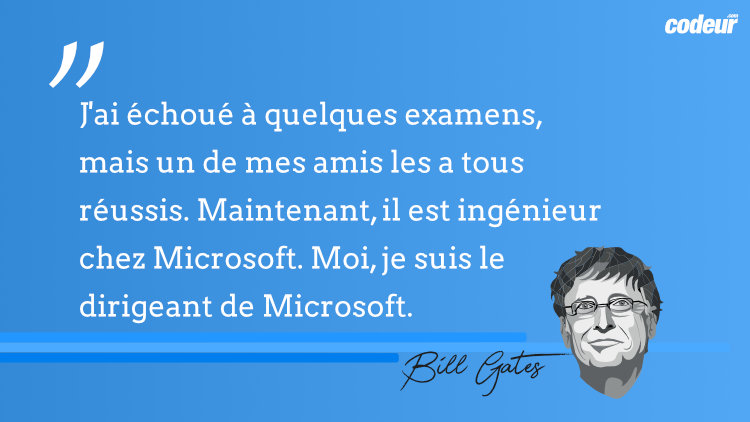 codeur.com
”
J'ai échoué à quelques examens,
mais un de mes amis les a tous
réussis. Maintenant, il est ingénieur
chez Microsoft. Moi, je suis le
dirigeant de Microsoft.
Bill Gates